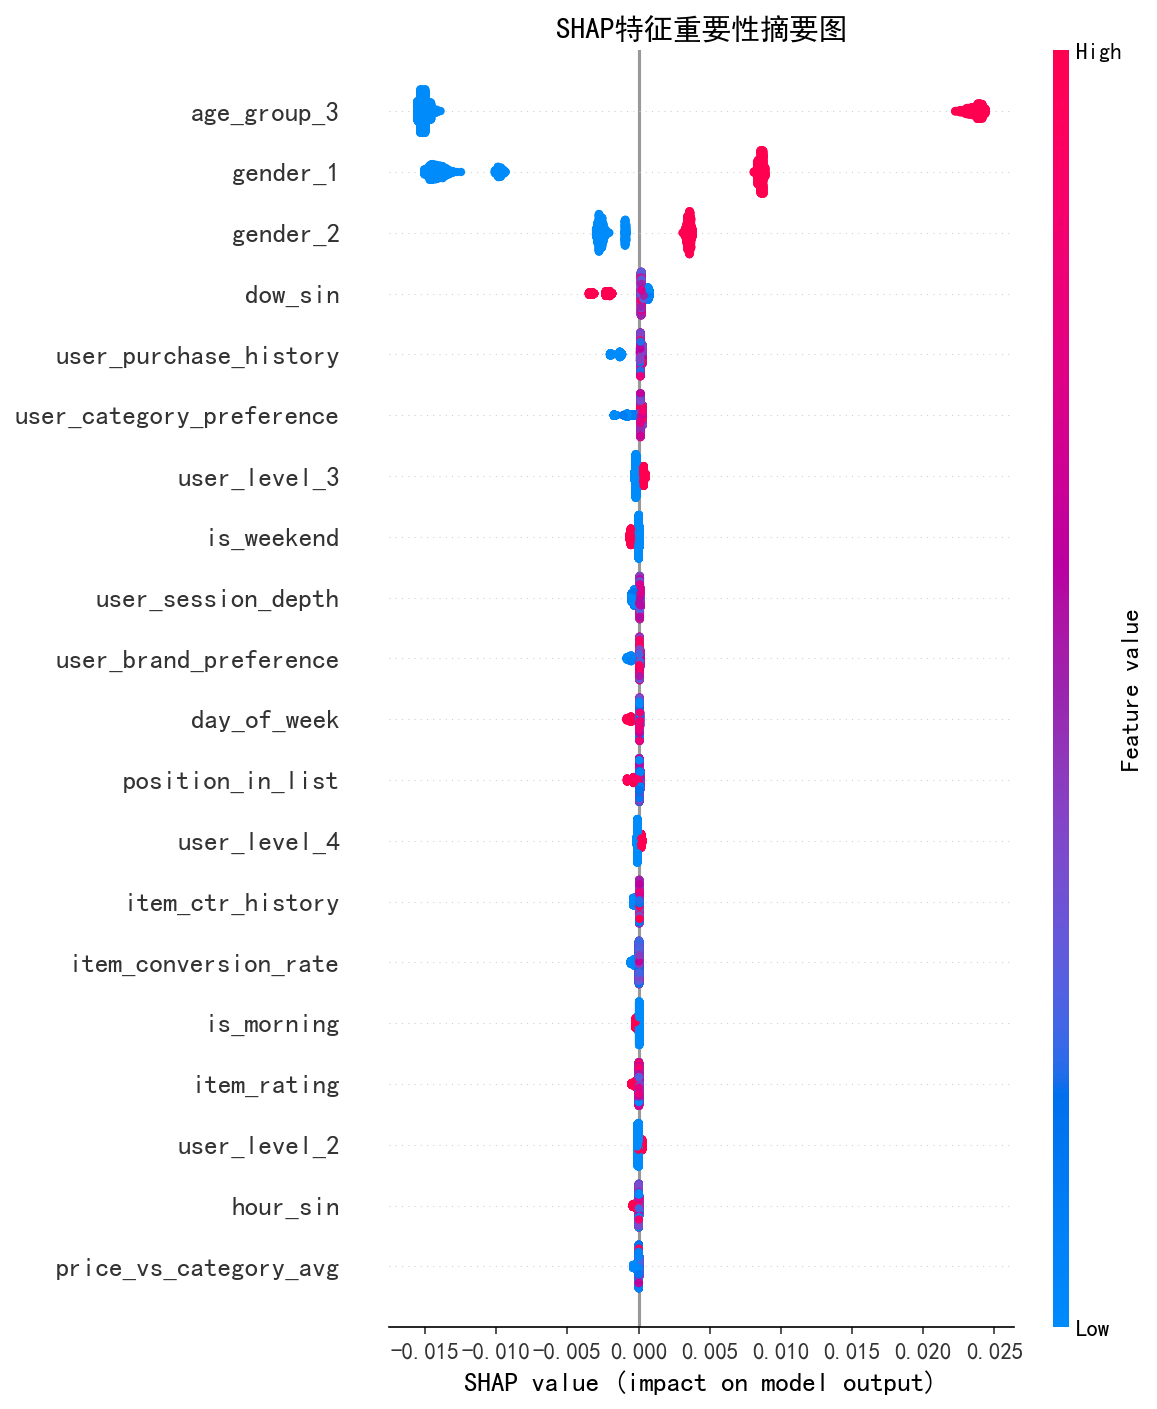 SHAP特征重要性摘要图
High
age_group_3
gender_1
gender_2
dow_sin
user_purchase_history
user_category_preference
user_level_3
is_weekend
user_session_depth
user_brand_preference
day_of_week
position_in_list
user_level_4
item_ctr_history
item_conversion_rate
is_morning
item_rating
user_level_2
hour_sin
price_vs_category_avg
Feature value
Low
−0.015 −0.010 −0.005 0.000 0.005 0.010 0.015 0.020 0.025
SHAP value (impact on model output)